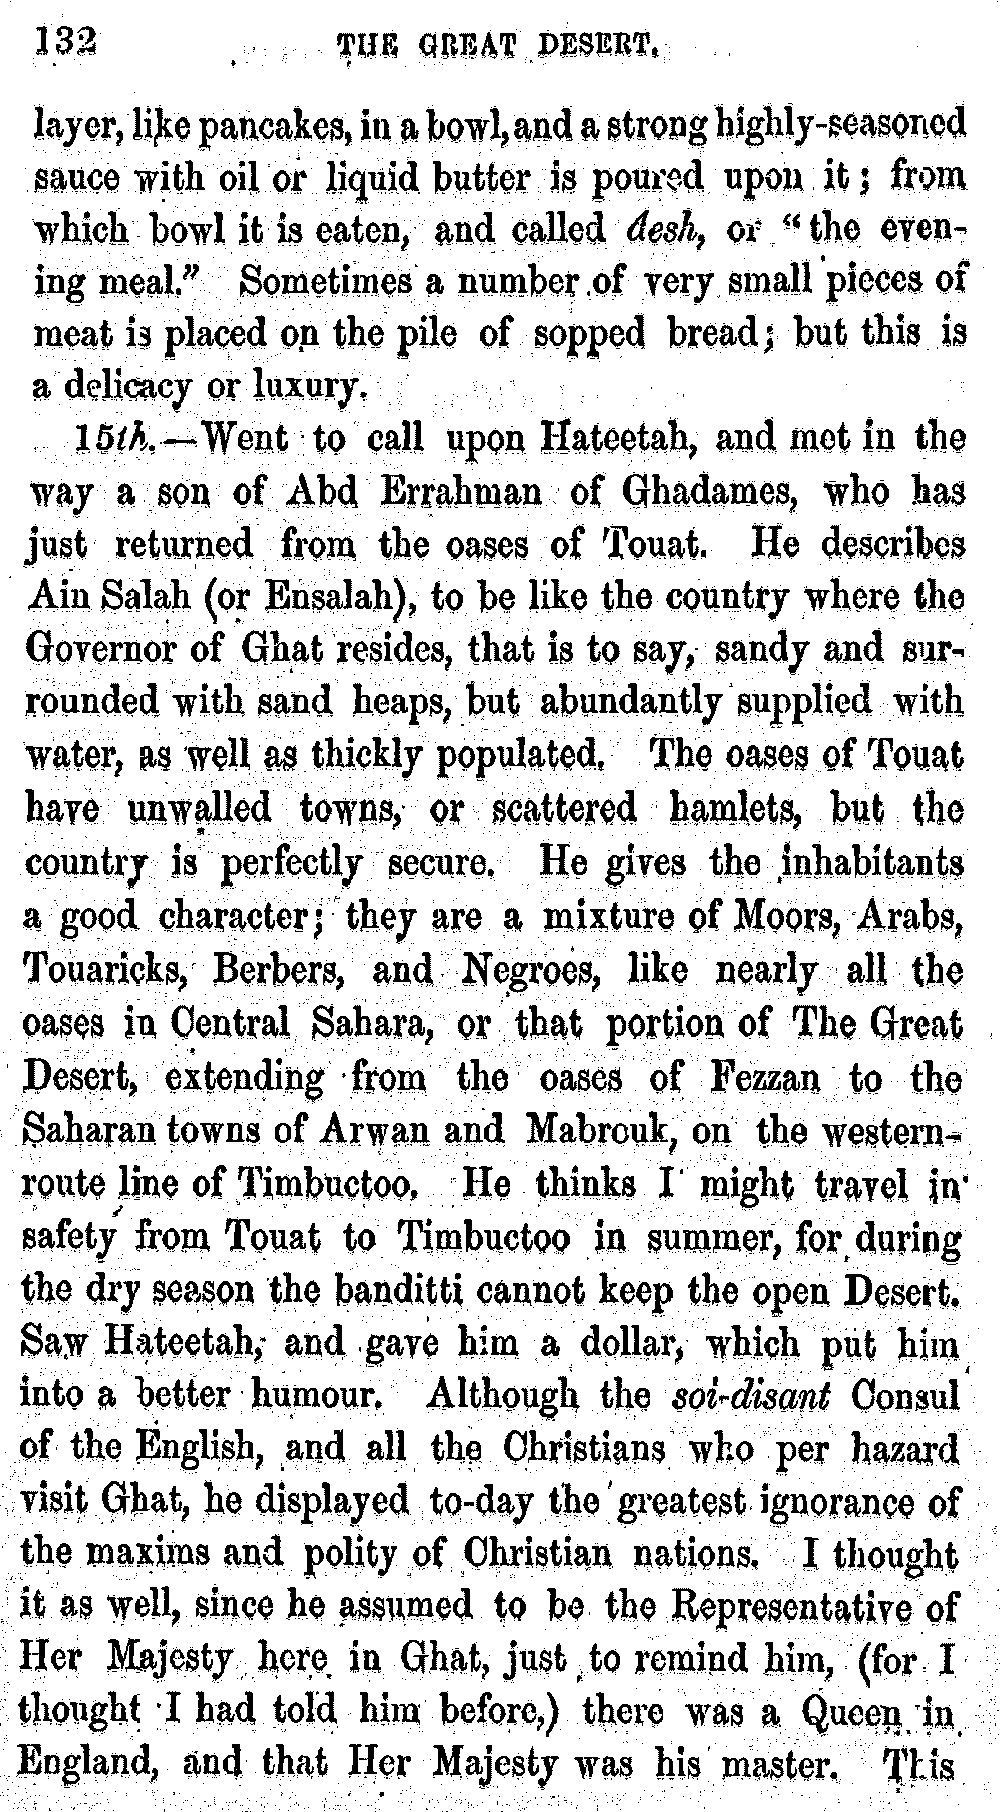 132 THE GREAT DESERT.
layer, like pancakes, in a bowl, and a strong highly-seasoned
sauce with oil or liquid butter is poured upon it; from
which bowl it is eaten, and called desh, or "the even-
ing meal." Sometimes a number of very small pieces of
meat is placed on the pile of sopped bread; but this is
a delicacy or luxury.
15th.—Went to call upon Hateetah, and met in the
way a son of Abd Errahman of Ghadames, who has
just returned from the oases of Touat. He describes
Ain Salah (or Ensalah), to be like the country where the
Governor of Ghat resides, that is to say, sandy and sur-
rounded with sand heaps, but abundantly supplied with
water, as well as thickly populated. The oases of Touat
have unwalled towns, or scattered hamlets, but the
country is perfectly secure. He gives the inhabitants
a good character; they are a mixture of Moors, Arabs,
Touaricks, Berbers, and Negroes, like nearly all the
oases in Central Sahara, or that portion of The Great
Desert, extending from the oases of Fezzan to the
Saharan towns of Arwan and Mabrouk, on the western-
route line of Timbuctoo. He thinks I might travel in
safety from Touat to Timbuctoo in summer, for during
the dry season the banditti cannot keep the open Desert.
Saw Hateetah, and gave him a dollar, which put him
into a better humour. Although the soi-disant Consul
of the English, and all the Christians who per hazard
visit Ghat, he displayed to-day the greatest ignorance of
the maxims and polity of Christian nations. I thought
it as well, since he assumed to be the Representative of
Her Majesty here in Ghat, just to remind him, (for I
thought I had told him before,) there was a Queen in
England, and that Her Majesty was his master. This